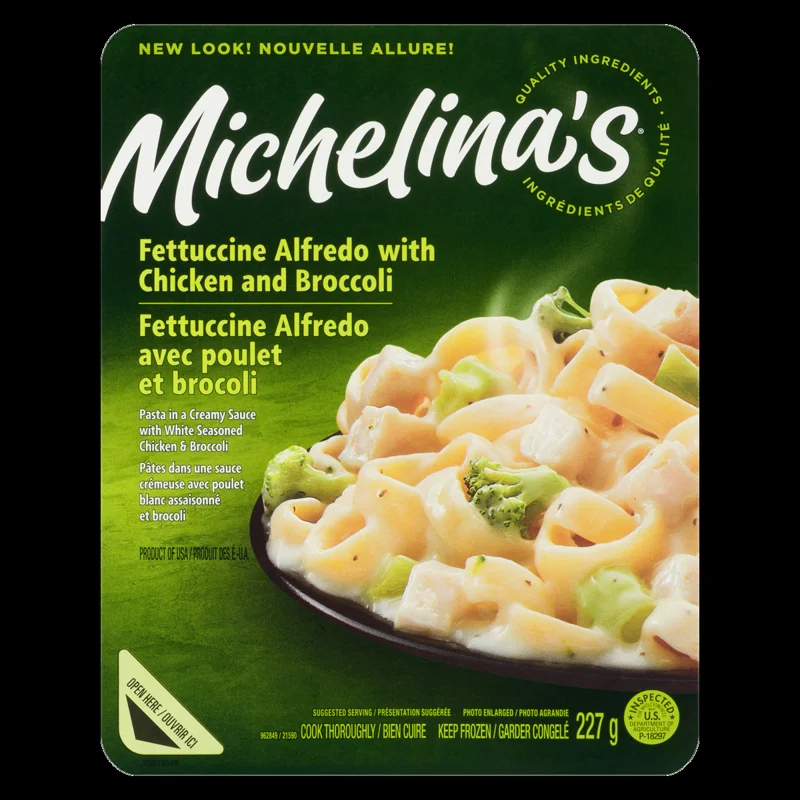 NEW LOOK! NOUVELLE ALLURE!
QUALITY INGREDIENTS •
INGRÉDIENTS DE QUALITÉ
Michelina's®
Fettuccine Alfredo with
Chicken and Broccoli
Fettuccine Alfredo
avec poulet
et brocoli
Pasta in a Creamy Sauce
with White Seasoned
Chicken & Broccoli
Pâtes dans une sauce
crémeuse avec poulet
blanc assaisonné
et brocoli
PRODUCT OF USA / PRODUIT DES É.-U.A.
OPEN HERE / OUVRIR ICI
SUGGESTED SERVING / PRÉSENTATION SUGGÉRÉE PHOTO ENLARGED / PHOTO AGRANDIE
962849 / 21590 COOK THOROUGHLY / BIEN CUIRE KEEP FROZEN / GARDER CONGELÉ 227 g
INSPECTED
U.S.
DEPARTMENT OF
AGRICULTURE
P-18297